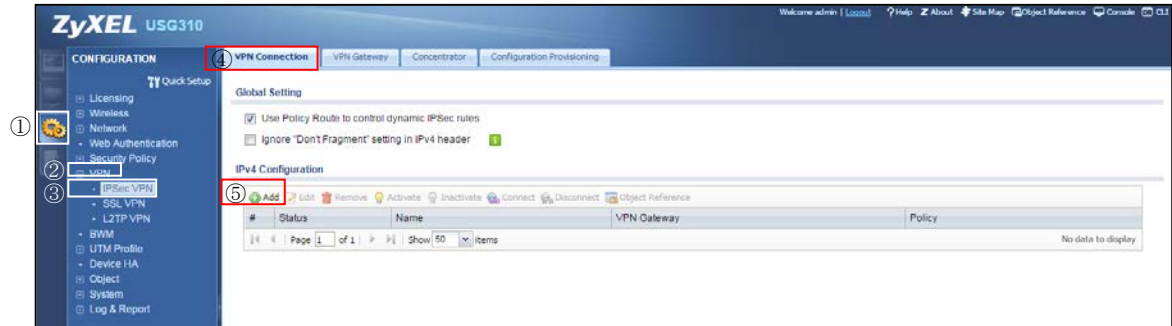 Welcome admin | Logout ?Help Z About Site Map Object Reference Console CLI
ZyXEL USG310
CONFIGURATION
④ VPN Connection VPN Gateway Concentrator Configuration Provisioning
Quick Setup
Global Setting
Licensing
Wireless
Use Policy Route to control dynamic IPSec rules
① Network
Ignore "Don't Fragment" setting in IPv4 header
Web Authentication
Security Policy
② VPN
IPv4 Configuration
③ IPSec VPN
⑤ Add Edit Remove Activate Inactivate Connect Disconnect Object Reference
SSL VPN
L2TP VPN
# Status Name VPN Gateway Policy
BWM
Page 1 of 1 Show 50 items No data to display
UTM Profile
Device HA
Object
System
Log & Report